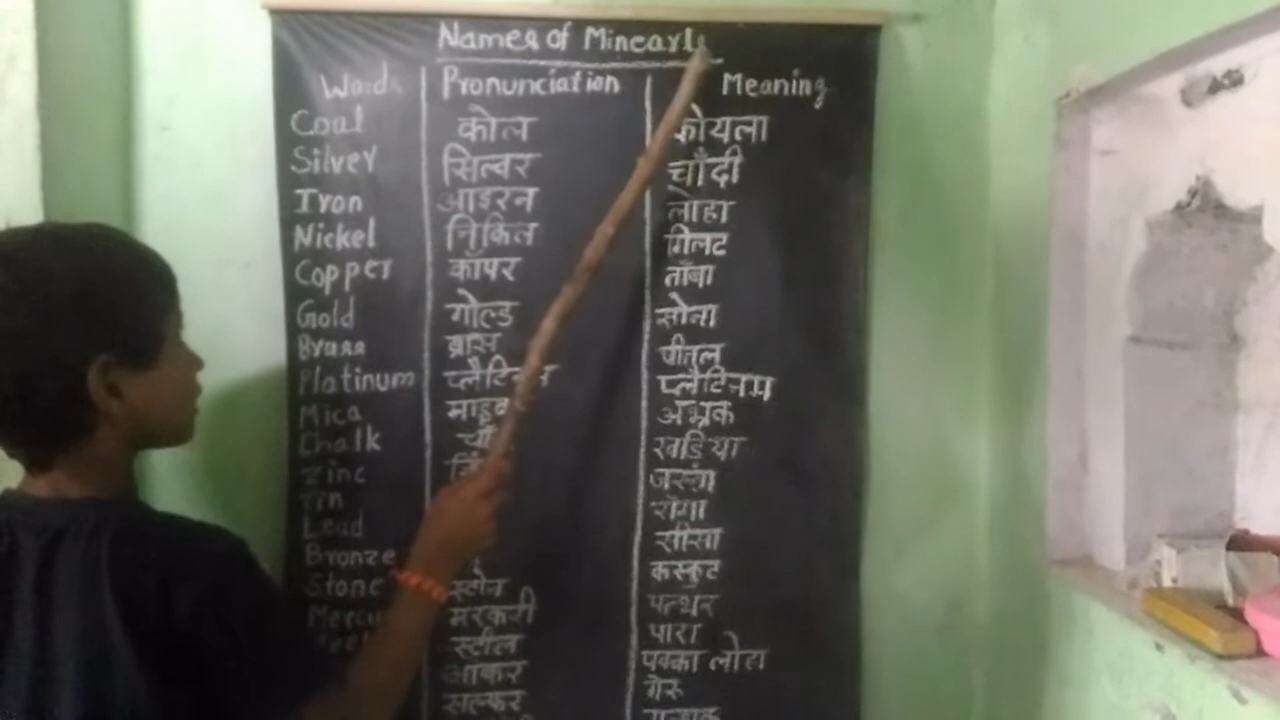 Names of Minearls
Words Pronunciation Meaning
Coal कोल कोयला
Silver सिल्वर चाँदी
Iron आइरन लोहा
Nickel निकिल गिलट
Copper कॉपर ताँबा
Gold गोल्ड सोना
Brass ब्रास पीतल
Platinum प्लैटिनम प्लैटिनम
Mica अभ्रक
Chalk खडिया
Zinc
Tin राँगा
Lead सीसा
Bronze कस्कुट
Stone स्टोन पत्थर
मरकरी पारा
स्टील पक्का लोहा
आकर गेरू
सल्फर